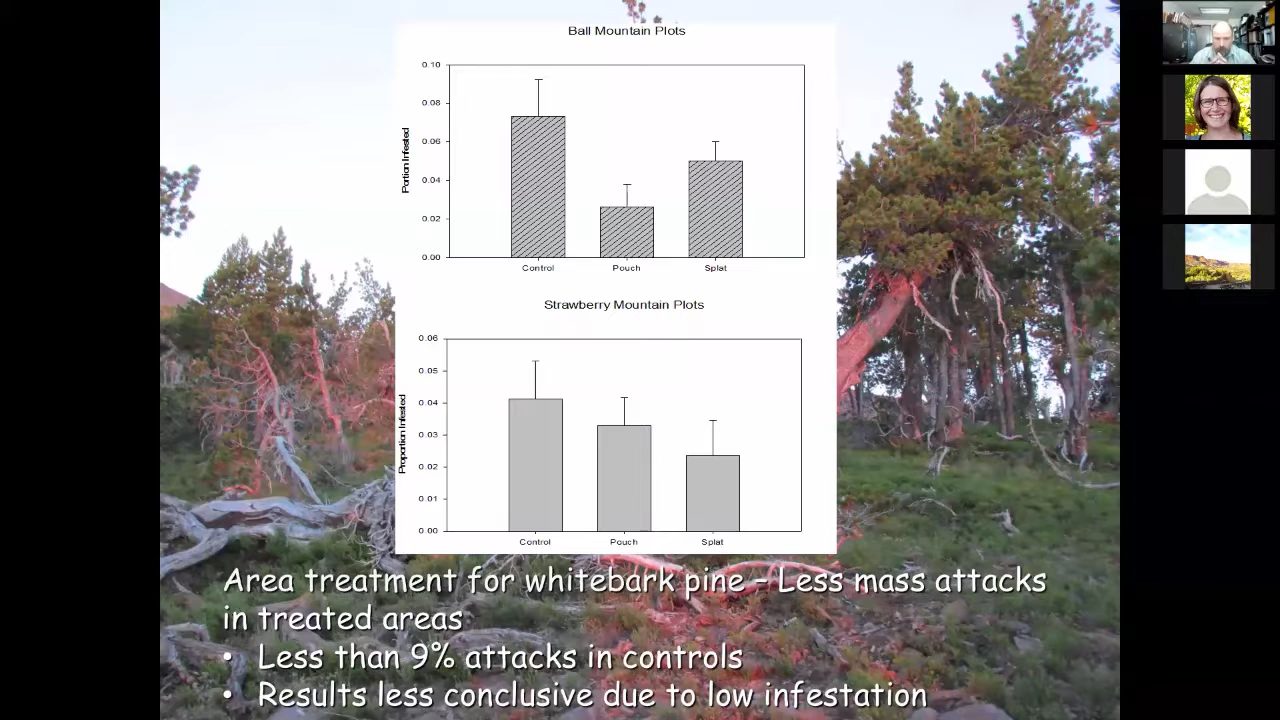 Ball Mountain Plots
0.10
0.08
0.06
0.04
0.02
0.00
Portion Infested
Control Pouch Splat
Strawberry Mountain Plots
0.06
0.05
0.04
0.03
0.02
0.01
0.00
Proportion Infested
Control Pouch Splat
Area treatment for whitebark pine – Less mass attacks
in treated areas
• Less than 9% attacks in controls
• Results less conclusive due to low infestation